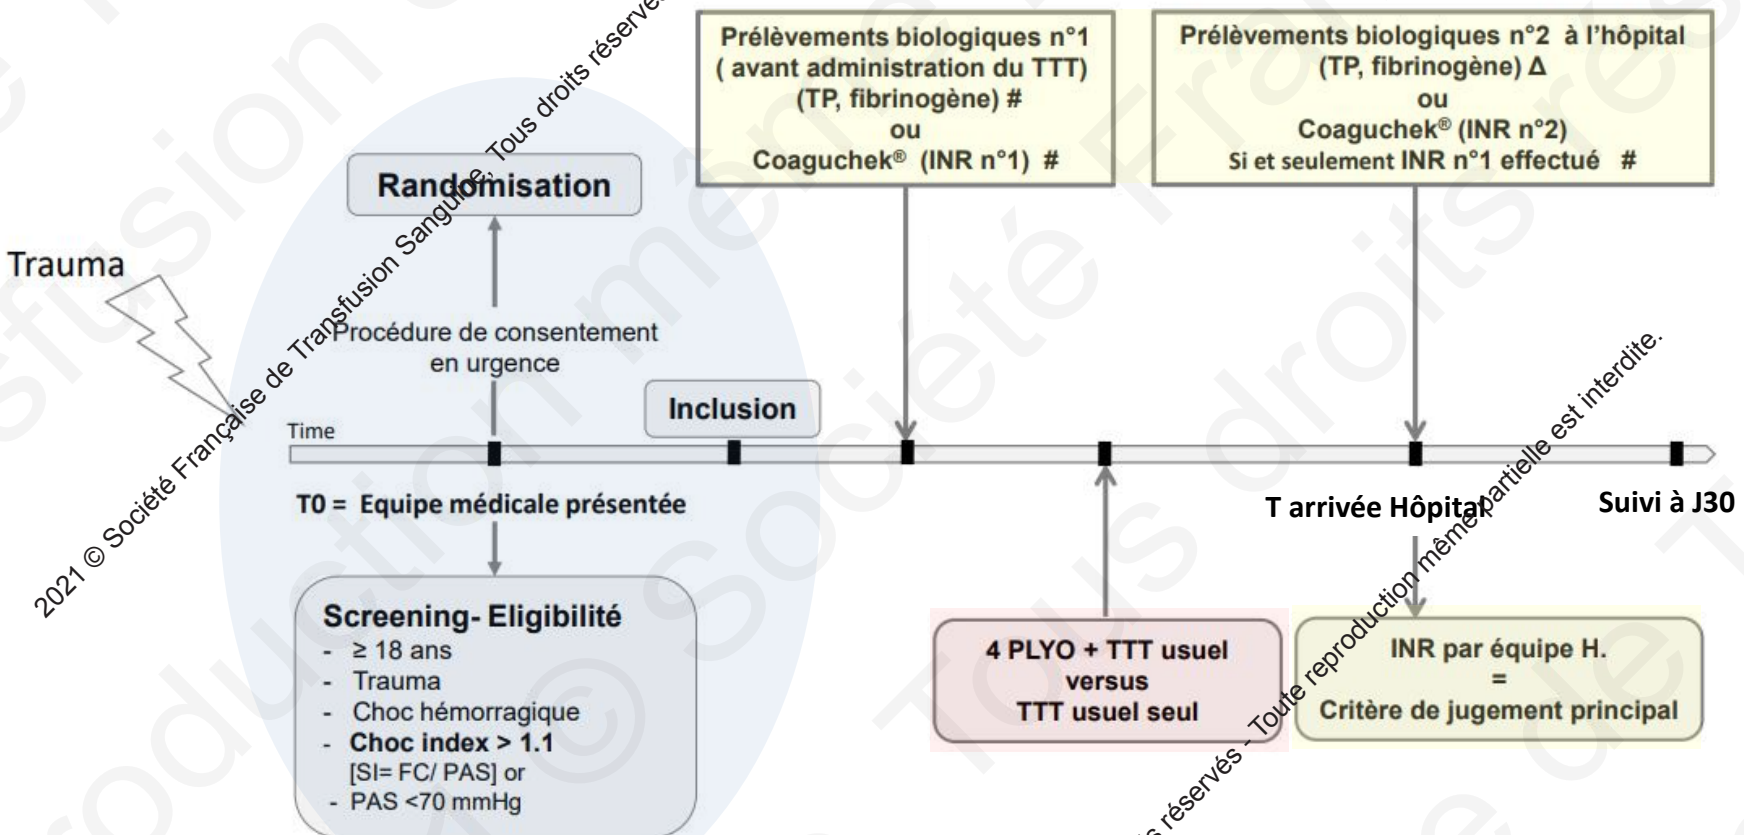 Prélèvements biologiques n°1
( avant administration du TTT)
(TP, fibrinogène) #
ou
Coaguchek® (INR n°1) #
Prélèvements biologiques n°2 à l'hôpital
(TP, fibrinogène) Δ
ou
Coaguchek® (INR n°2)
Si et seulement INR n°1 effectué #
Randomisation
Trauma
Procédure de consentement
en urgence
Inclusion
Time
T0 = Equipe médicale présentée
T arrivée Hôpital
Suivi à J30
Screening- Eligibilité
- ≥ 18 ans
- Trauma
- Choc hémorragique
- Choc index > 1.1
[SI= FC/ PAS] or
- PAS <70 mmHg
4 PLYO + TTT usuel
versus
TTT usuel seul
INR par équipe H.
=
Critère de jugement principal
2021 © Société Française de Transfusion Sanguine, Tous droits réservés
s réservés - Toute reproduction même partielle est interdite.